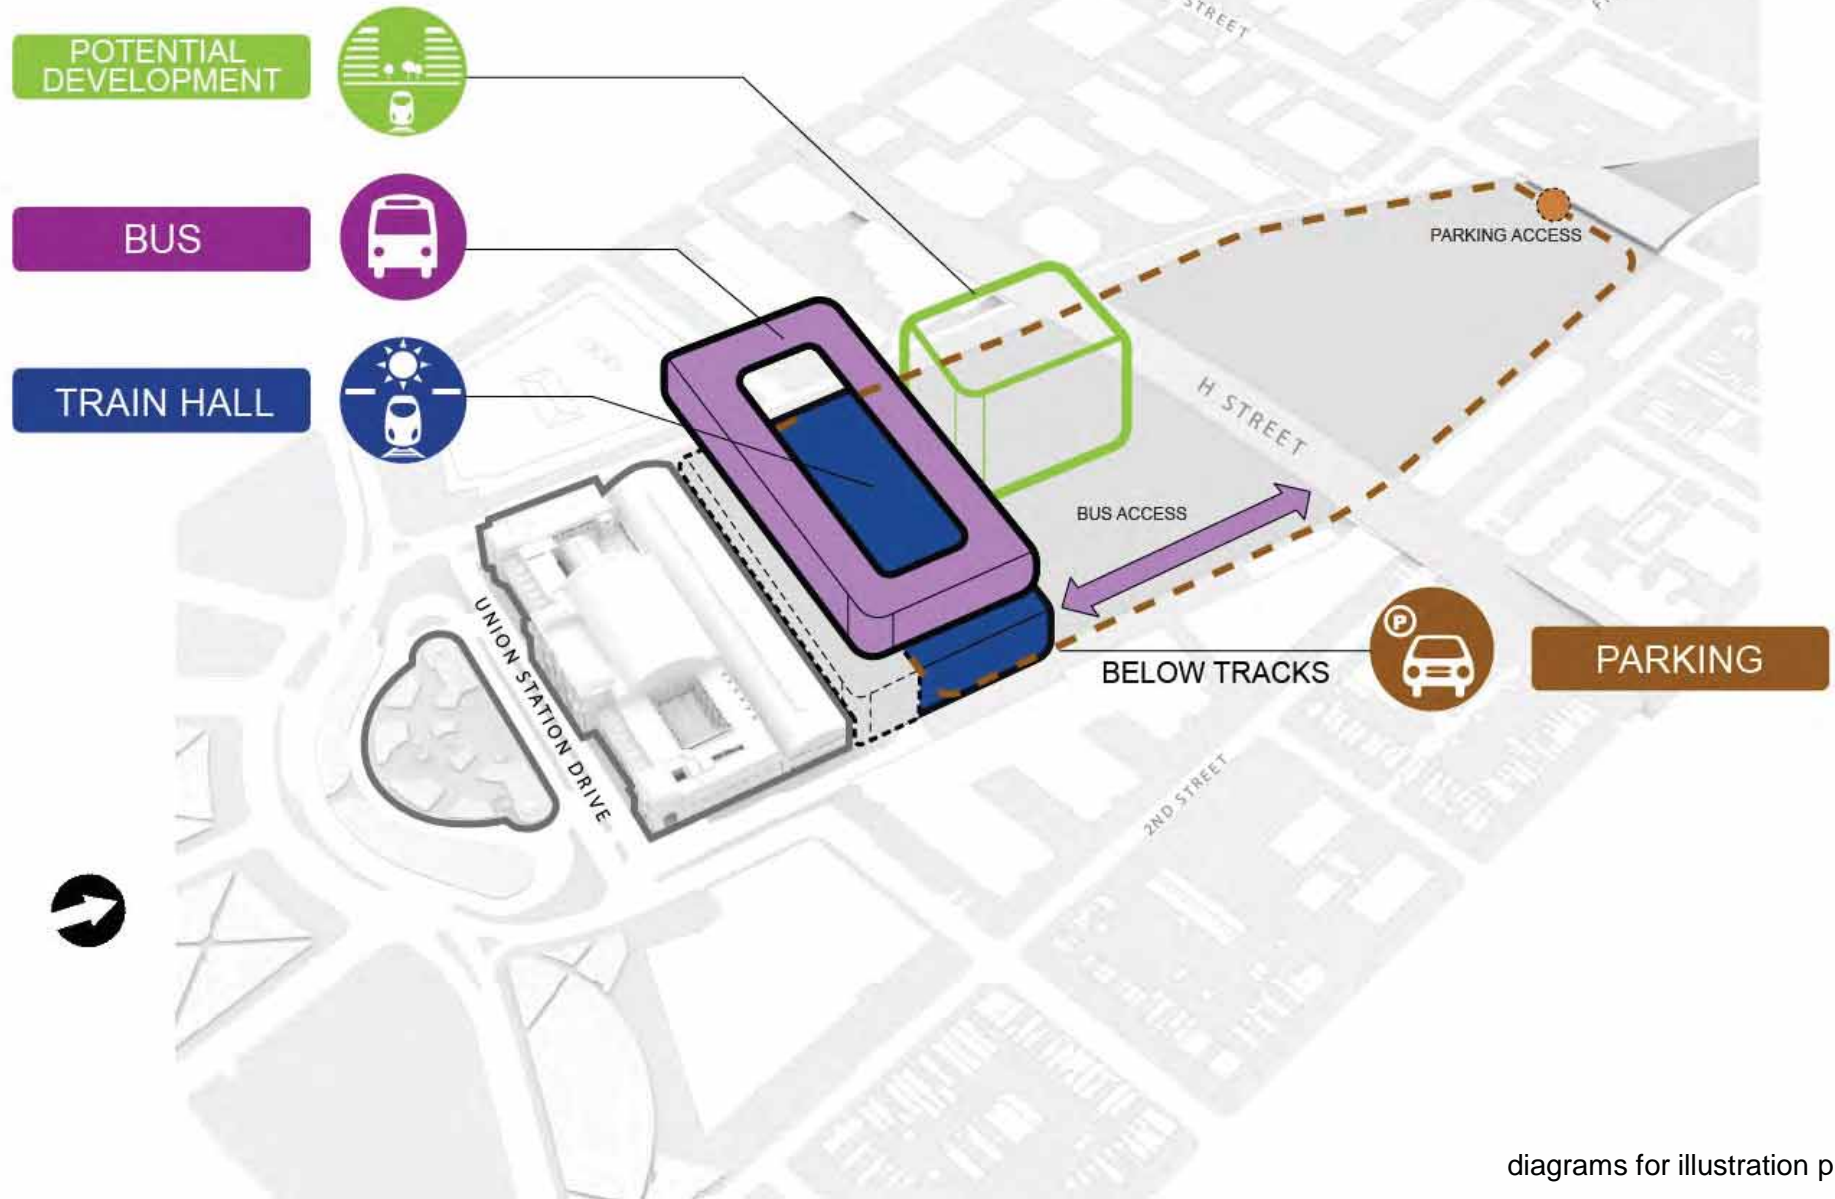 STREET
POTENTIAL
DEVELOPMENT
BUS
PARKING ACCESS
TRAIN HALL
H STREET
BUS ACCESS
P
BELOW TRACKS
PARKING
UNION STATION DRIVE
2ND STREET
diagrams for illustration p